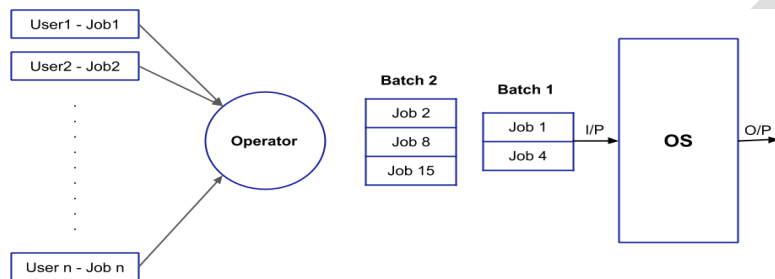 User1 - Job1
User2 - Job2
User n - Job n
Operator
Batch 2
Job 2
Job 8
Job 15
Batch 1
Job 1
Job 4
I/P
OS
O/P